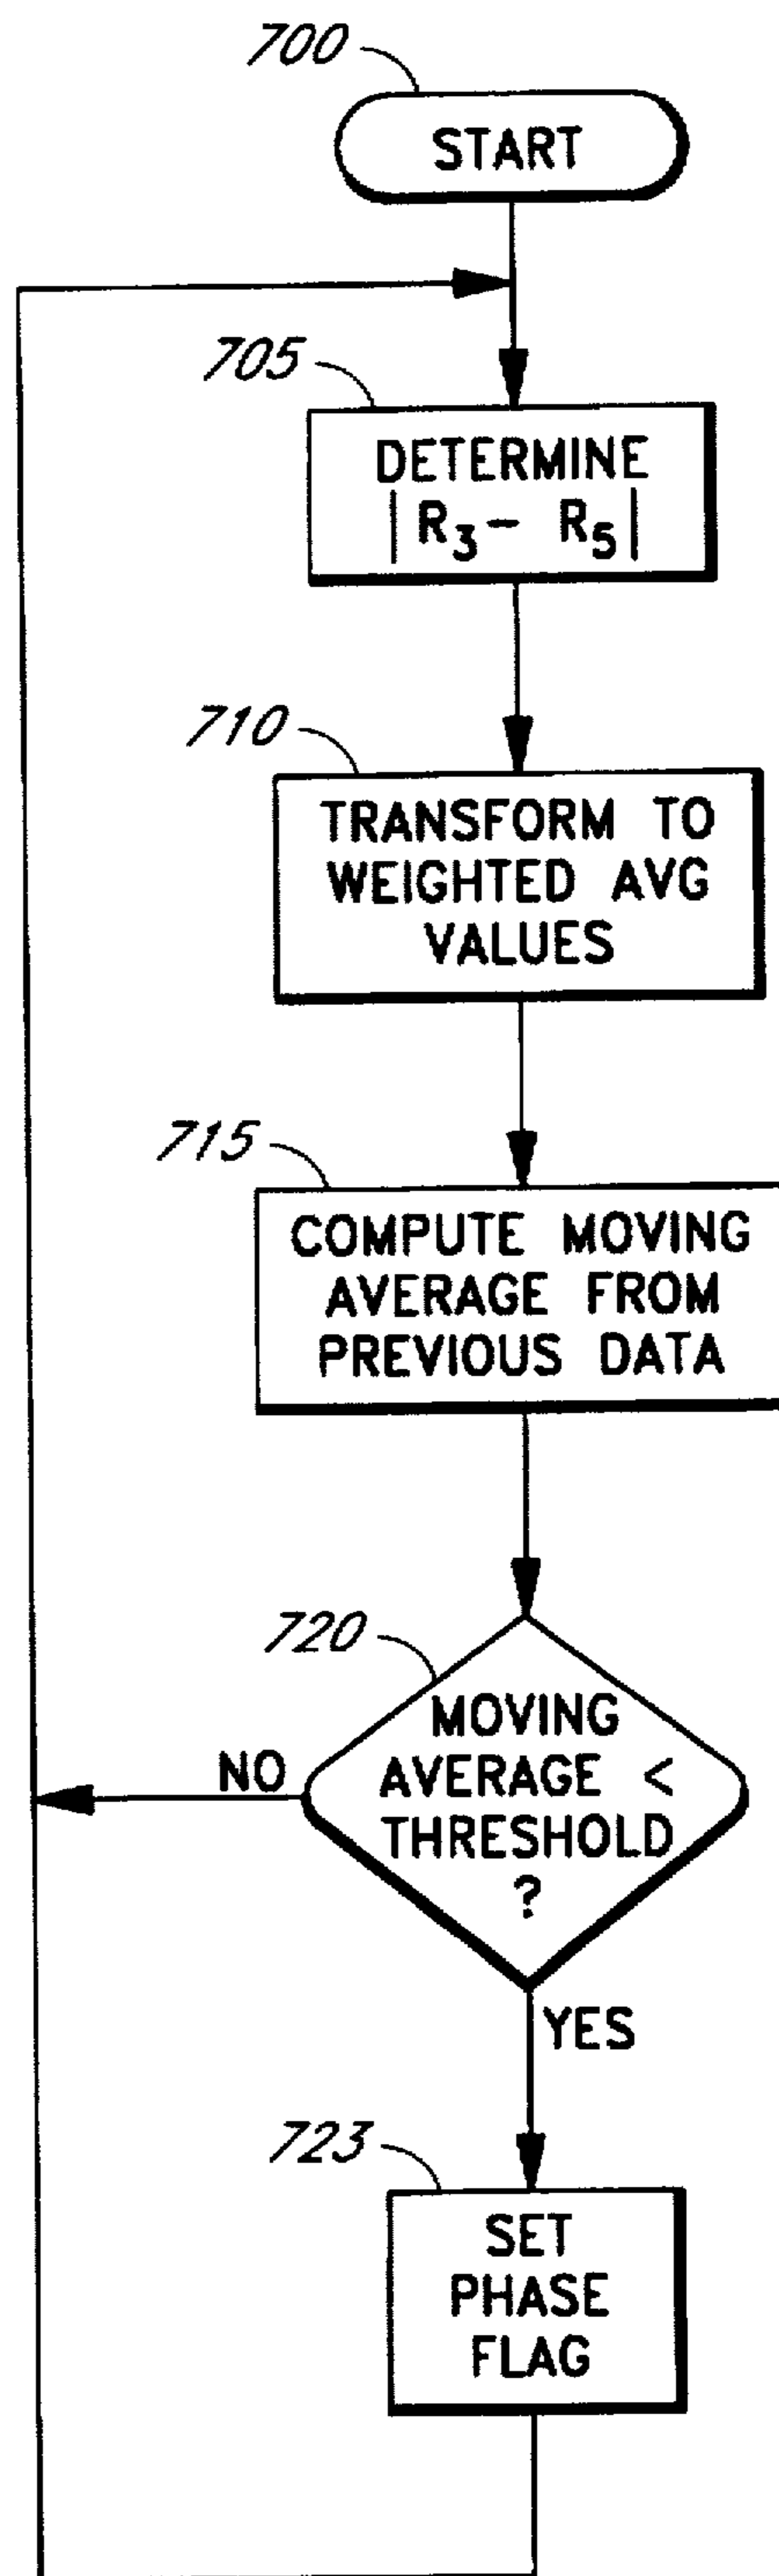 700
START
705
DETERMINE
|R₃ - R₅|
710
TRANSFORM TO
WEIGHTED AVG
VALUES
715
COMPUTE MOVING
AVERAGE FROM
PREVIOUS DATA
720
MOVING
AVERAGE <
THRESHOLD
?
NO
YES
723
SET
PHASE
FLAG